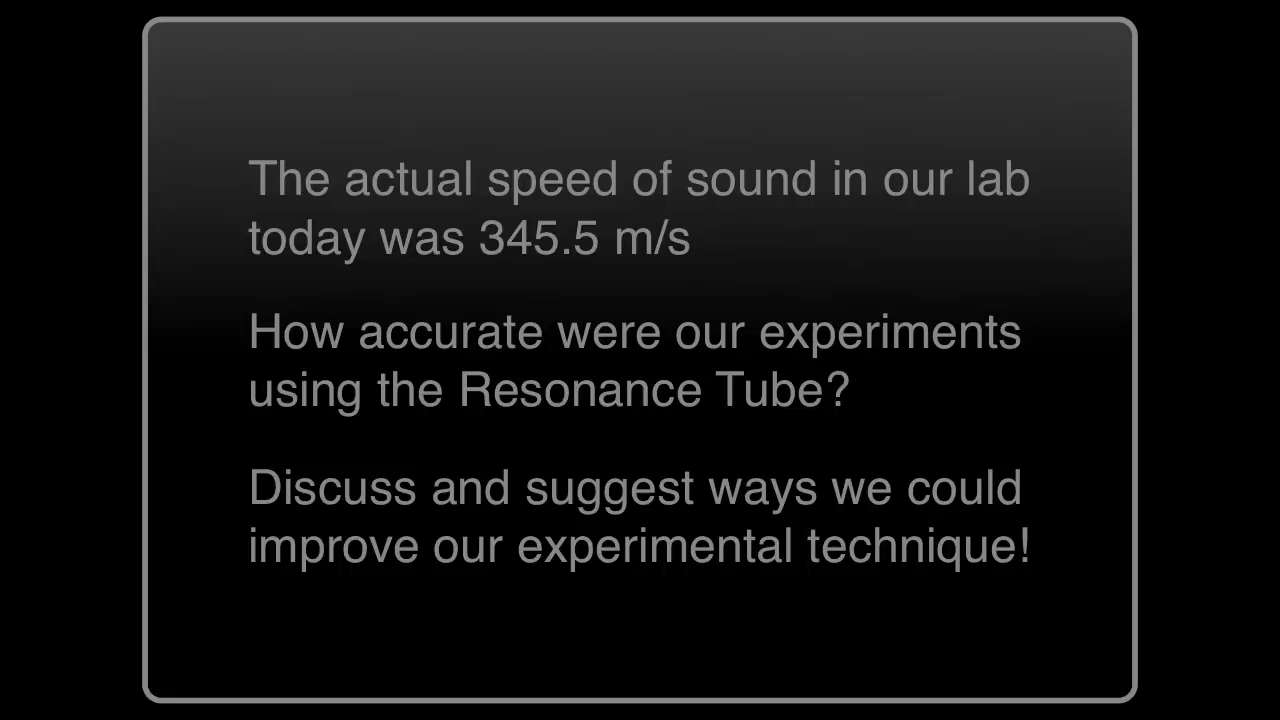 The actual speed of sound in our lab
today was 345.5 m/s
How accurate were our experiments
using the Resonance Tube?
Discuss and suggest ways we could
improve our experimental technique!